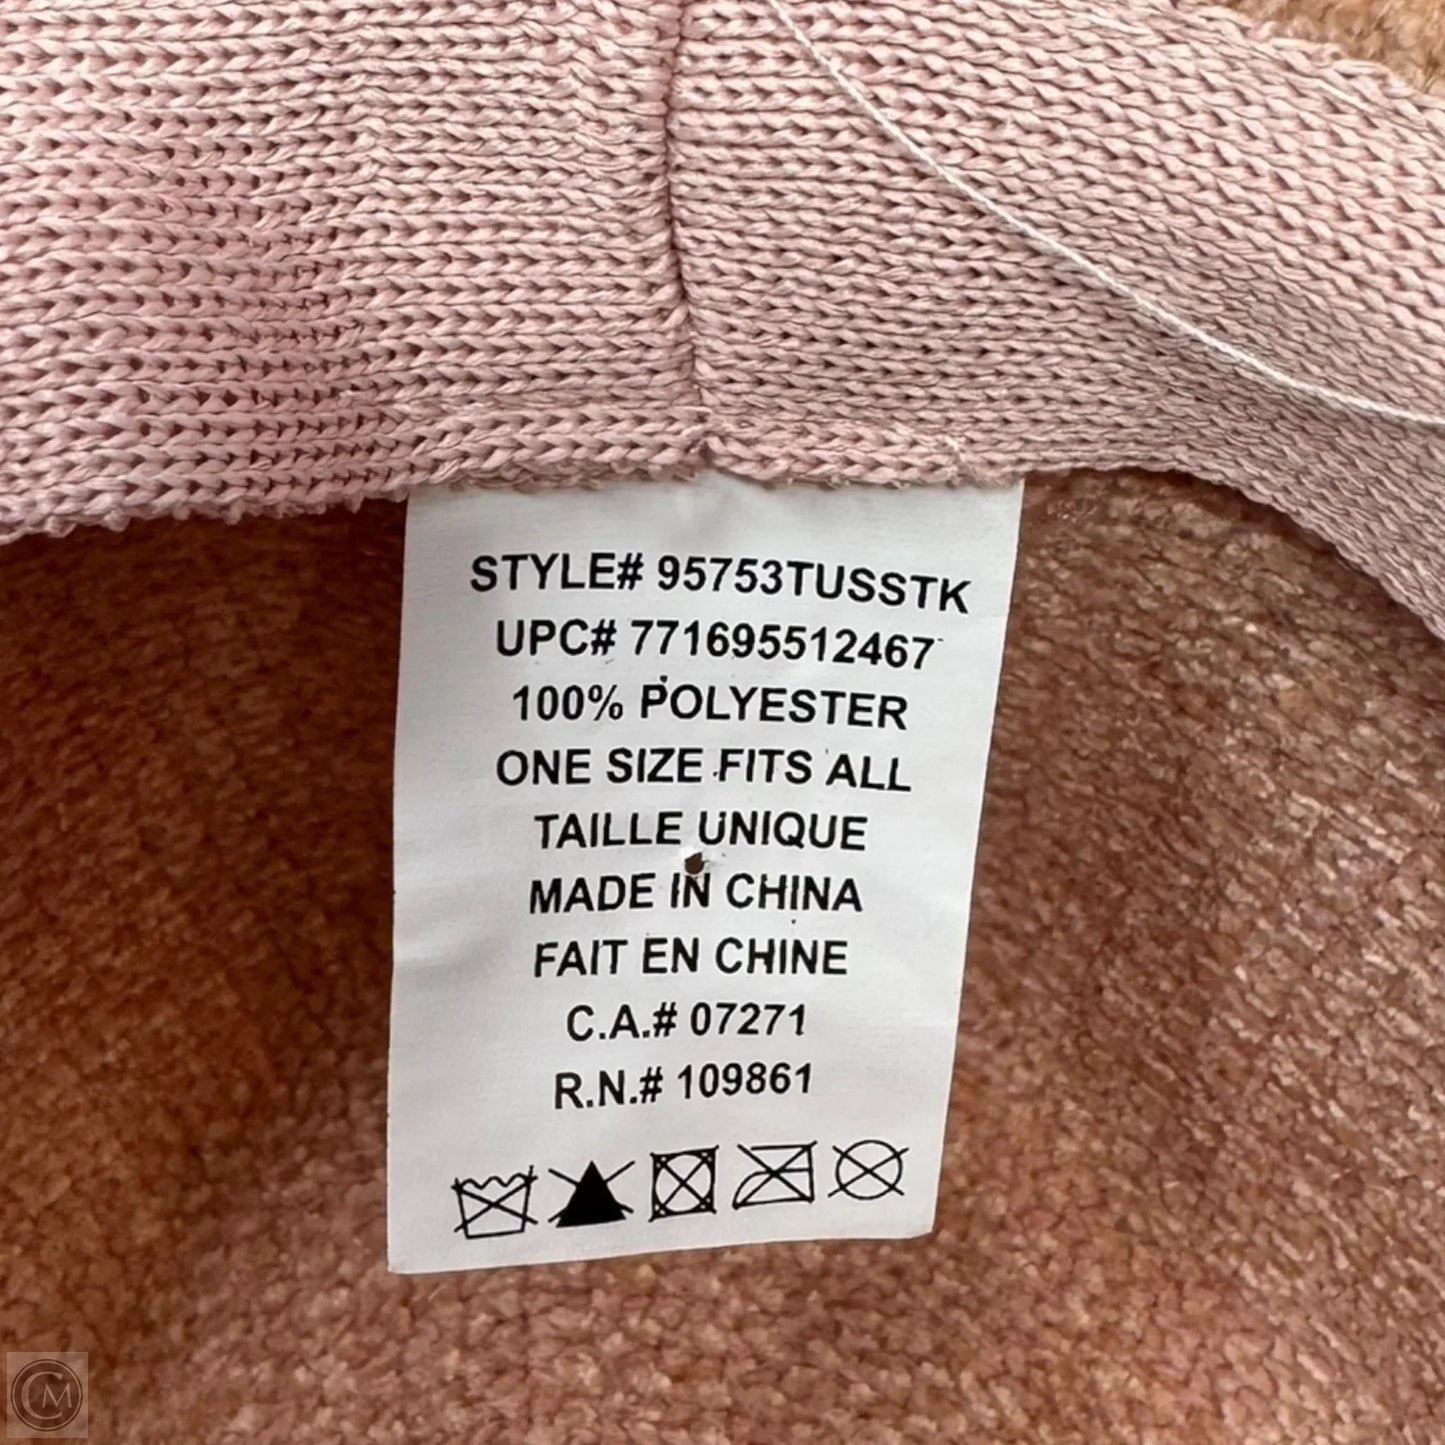 STYLE# 95753TUSSTK
UPC# 771695512467
100% POLYESTER
ONE SIZE FITS ALL
TAILLE UNIQUE
MADE IN CHINA
FAIT EN CHINE
C.A.# 07271
R.N.# 109861
CM